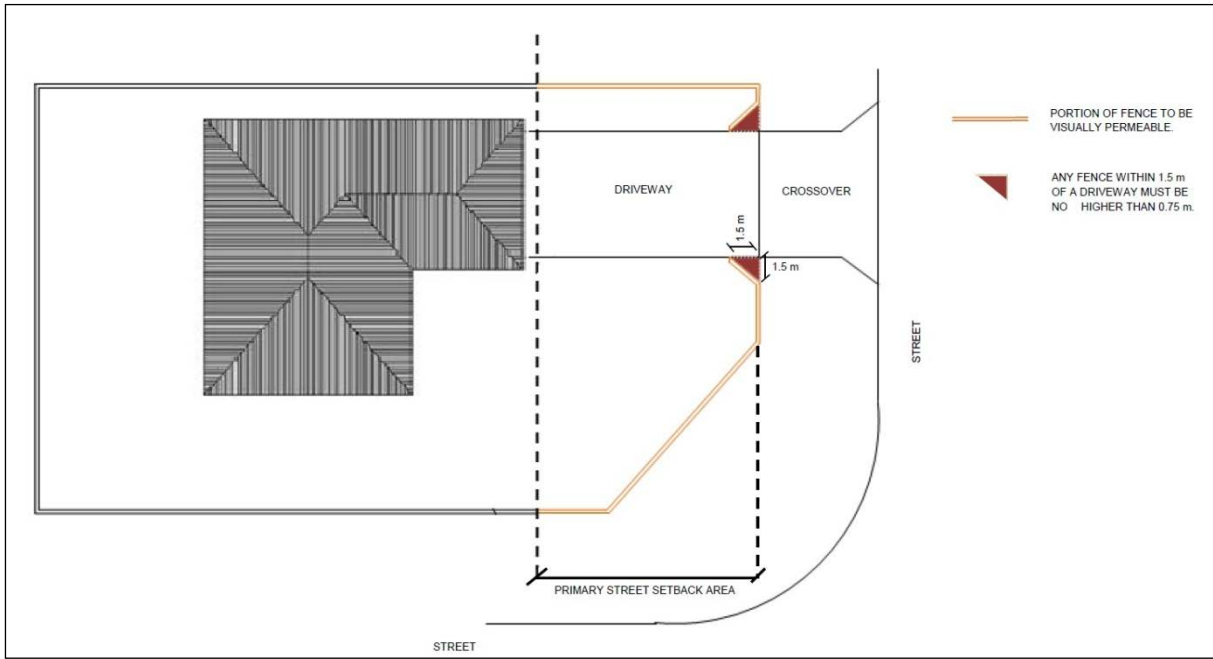 PORTION OF FENCE TO BE
VISUALLY PERMEABLE.
ANY FENCE WITHIN 1.5 m
OF A DRIVEWAY MUST BE
NO HIGHER THAN 0.75 m.
DRIVEWAY
CROSSOVER
1.5 m
1.5 m
STREET
PRIMARY STREET SETBACK AREA
STREET